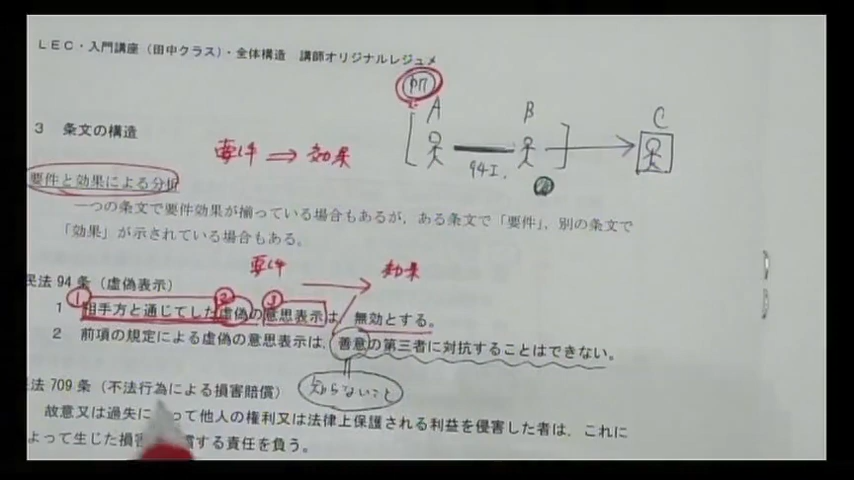 LEC・入門講座（田中クラス）・全体構造　講師オリジナルレジュメ
A
B
C
94Ⅰ.
3　条文の構造
要件 ⇒ 効果
要件と効果による分析
一つの条文で要件効果が揃っている場合もあるが，ある条文で「要件」，別の条文で
「効果」が示されている場合もある。
要件 → 効果
民法94条（虚偽表示）
① ② ③
1　相手方と通じてした虚偽の意思表示は，無効とする。
2　前項の規定による虚偽の意思表示は，善意の第三者に対抗することはできない。
知らないこと
法709条（不法行為による損害賠償）
故意又は過失に って他人の権利又は法律上保護される利益を侵害した者は，これに
よって生じた損害 する責任を負う。